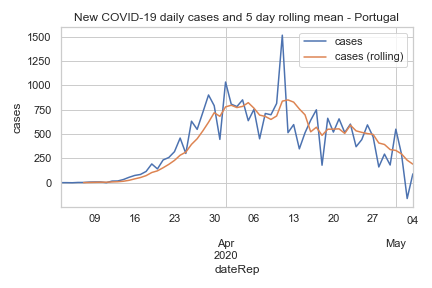 New COVID-19 daily cases and 5 day rolling mean - Portugal
cases
cases (rolling)
1500
1250
1000
750
500
250
0
cases
09 16 23 30 06 13 20 27 04
Apr May
2020
dateRep